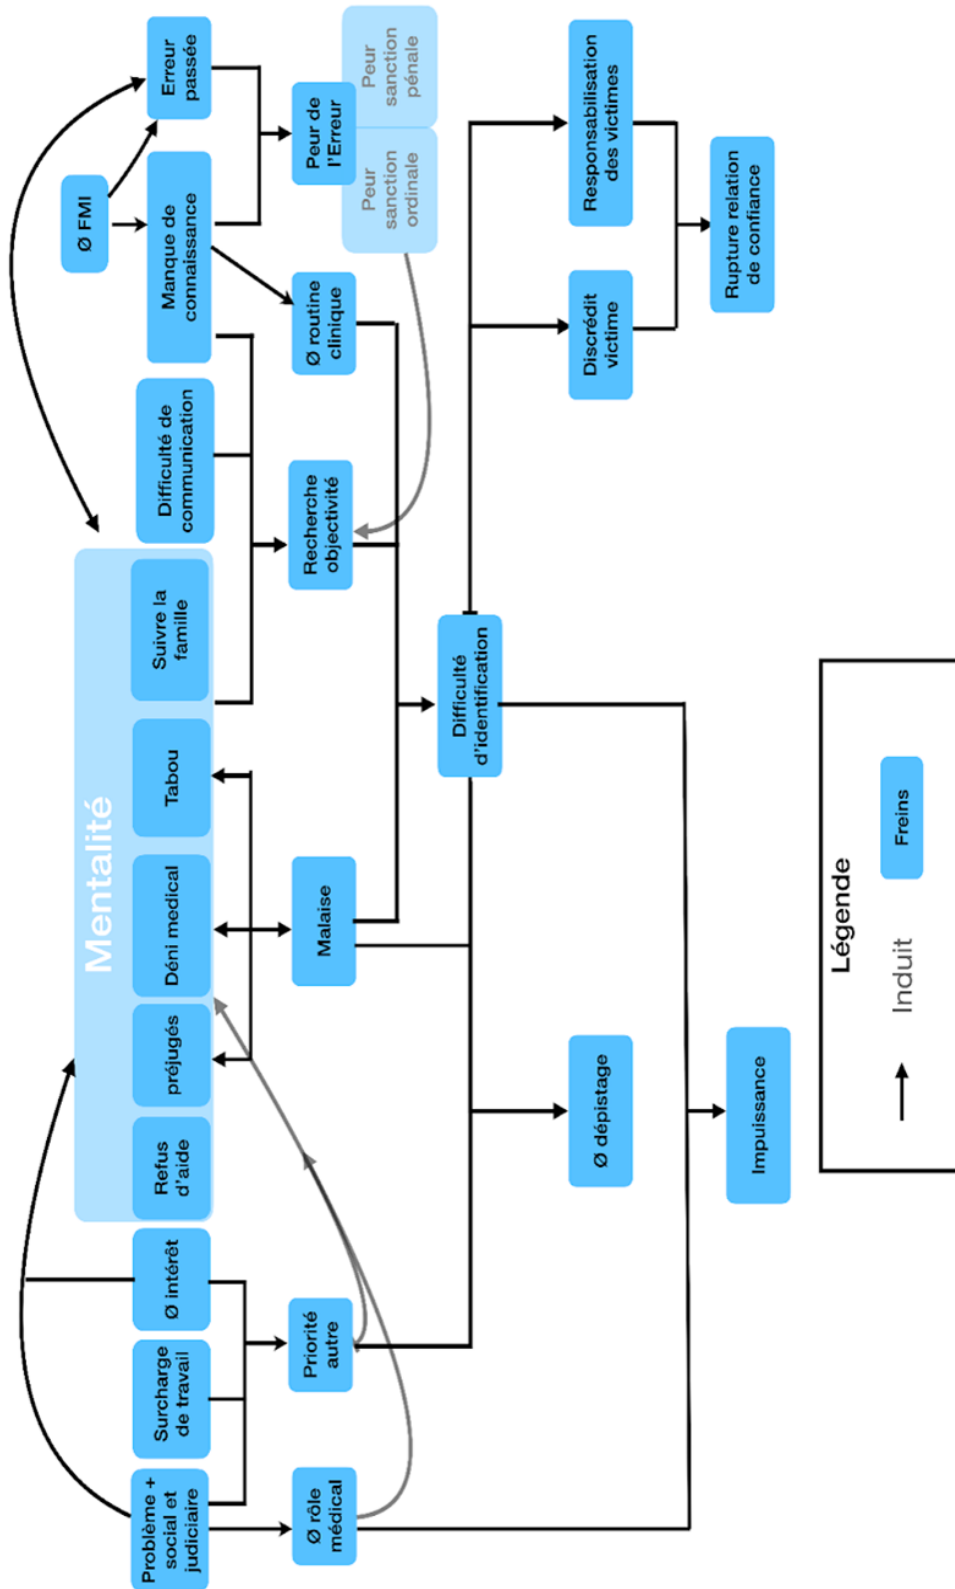 Mentalité
Problème +
social et
judiciaire
Surcharge
de travail
Ø intérêt
Refus
d'aide
préjugés
Déni medical
Tabou
Suivre la
famille
Difficulté de
communication
Manque de
connaissance
Ø FMI
Erreur
passée
Ø rôle
médical
Priorité
autre
Malaise
Recherche
objectivité
Ø routine
clinique
Peur de
l'Erreur
Peur
sanction
ordinale
Peur
sanction
pénale
Difficulté
d'identification
Ø dépistage
Discrédit
victime
Responsabilisation
des victimes
Impuissance
Rupture relation
de confiance
Légende
Induit
Freins